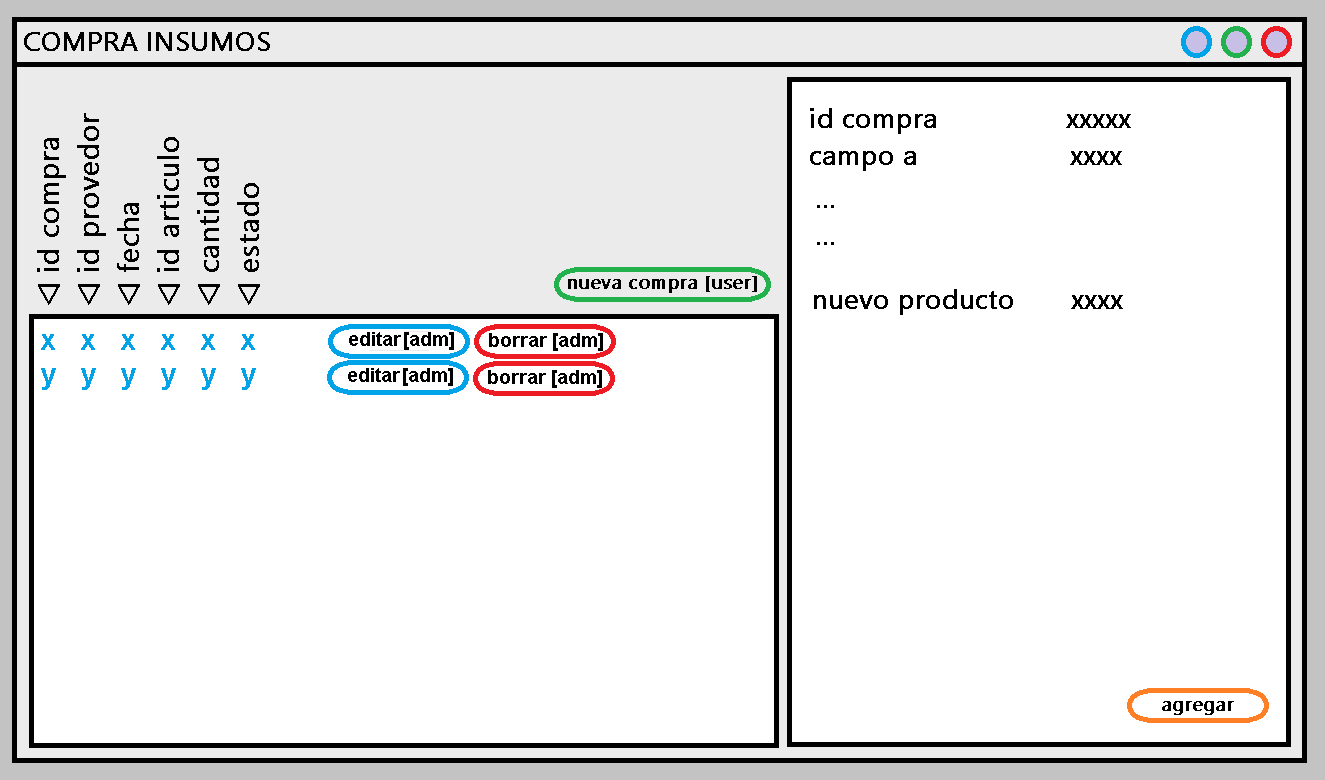 COMPRA INSUMOS
id compra
id provedor
fecha
id articulo
cantidad
estado
nueva compra [user]
x x x x x x editar[adm] borrar [adm]
y y y y y y editar[adm] borrar [adm]
id compra xxxxx
campo a xxxx
...
...
nuevo producto xxxx
agregar